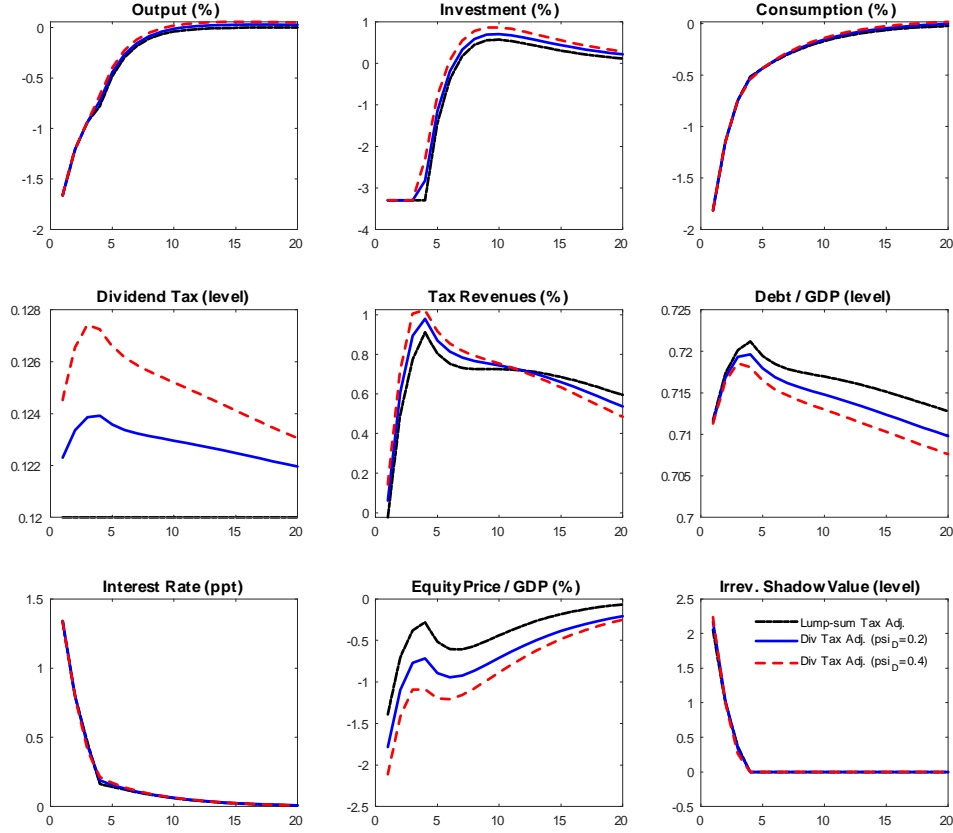 Output (%)
Investment (%)
Consumption (%)
0
-0.5
-1
-1.5
-2
0 5 10 15 20
1
0
-1
-2
-3
-4
0 5 10 15 20
0
-0.5
-1
-1.5
-2
0 5 10 15 20
Dividend Tax (level)
Tax Revenues (%)
Debt / GDP (level)
0.128
0.126
0.124
0.122
0.12
0 5 10 15 20
1
0.8
0.6
0.4
0.2
0
0 5 10 15 20
0.725
0.72
0.715
0.71
0.705
0.7
0 5 10 15 20
Interest Rate (ppt)
Equity Price / GDP (%)
Irrev. Shadow Value (level)
1.5
1
0.5
0
0 5 10 15 20
0
-0.5
-1
-1.5
-2
-2.5
0 5 10 15 20
2.5
2
1.5
1
0.5
0
-0.5
0 5 10 15 20
Lump-sum Tax Adj.
Div Tax Adj. (psi_D=0.2)
Div Tax Adj. (psi_D=0.4)